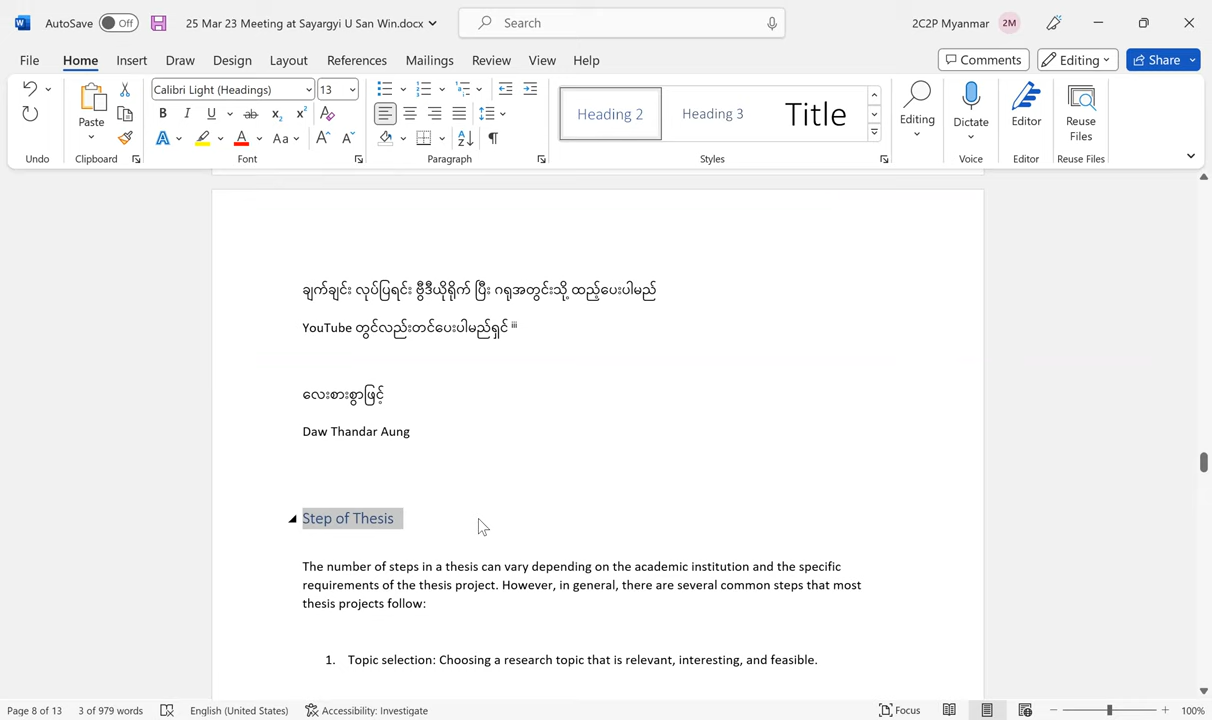 AutoSave Off 25 Mar 23 Meeting at Sayargyi U San Win.docx Search 2C2P Myanmar 2M
File Home Insert Draw Design Layout References Mailings Review View Help Comments Editing Share
Calibri Light (Headings) 13
Paste Heading 2 Heading 3 Title Editing Dictate Editor Reuse Files
Undo Clipboard Font Paragraph Styles Voice Editor Reuse Files
ချက်ချင်း လုပ်ပြရင်း ဗွီဒီယိုရိုက် ပြီး ဂရုအတွင်းသို့ ထည့်ပေးပါမည်
YouTube တွင်လည်းတင်ပေးပါမည်ရှင် iii
လေးစားစွာဖြင့်
Daw Thandar Aung
Step of Thesis
The number of steps in a thesis can vary depending on the academic institution and the specific
requirements of the thesis project. However, in general, there are several common steps that most
thesis projects follow:
1. Topic selection: Choosing a research topic that is relevant, interesting, and feasible.
Page 8 of 13 3 of 979 words English (United States) Accessibility: Investigate Focus 100%